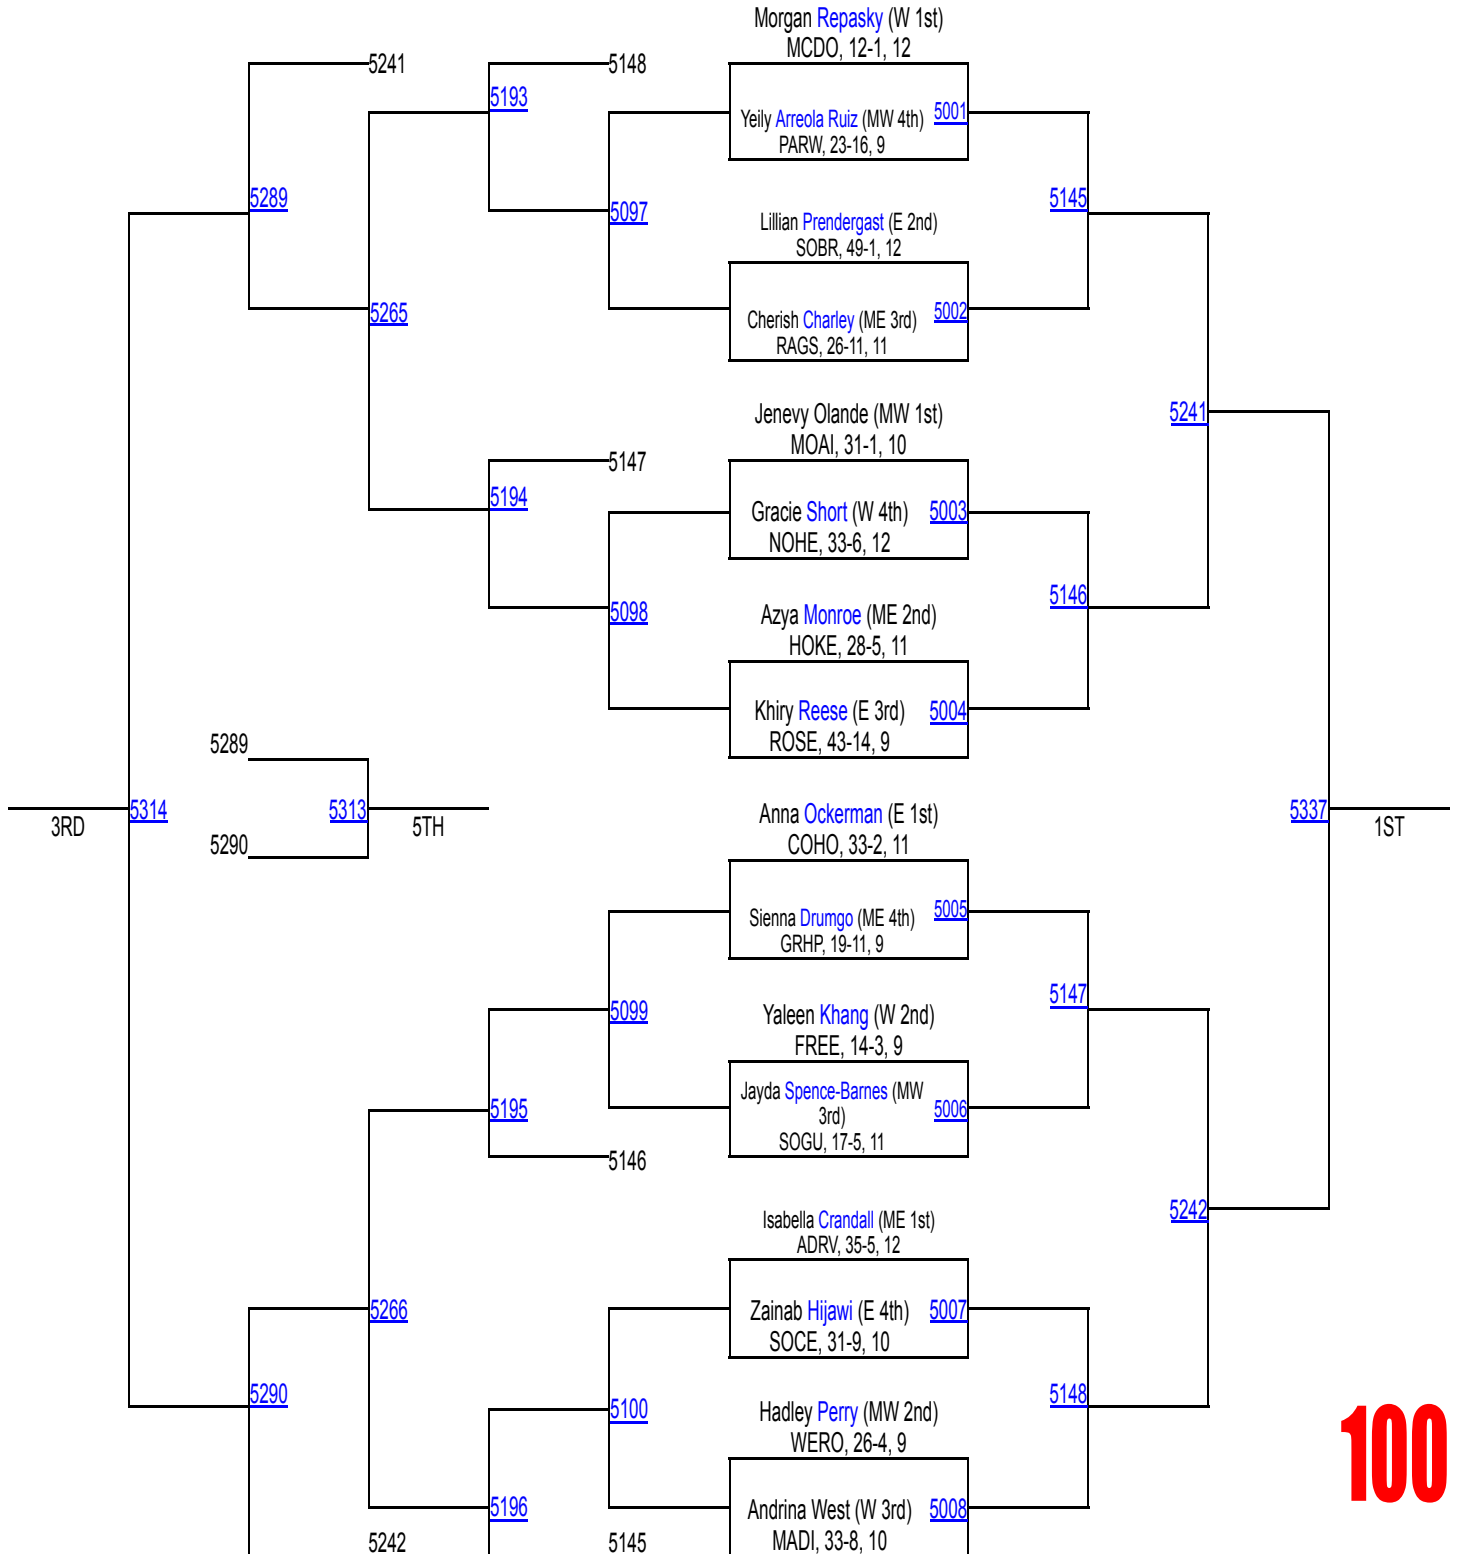 Morgan Repasky (W 1st)
MCDO, 12-1, 12
5241
5148
5193
Yeily Arreola Ruiz (MW 4th) 5001
PARW, 23-16, 9
5289
5097
5145
Lillian Prendergast (E 2nd)
SOBR, 49-1, 12
5265
Cherish Charley (ME 3rd) 5002
RAGS, 26-11, 11
Jenevy Olande (MW 1st)
MOAI, 31-1, 10
5241
5147
5194
Gracie Short (W 4th) 5003
NOHE, 33-6, 12
5098
5146
Azya Monroe (ME 2nd)
HOKE, 28-5, 11
Khiry Reese (E 3rd) 5004
ROSE, 43-14, 9
5289
5314
3RD
5313
5TH
5290
Anna Ockerman (E 1st)
COHO, 33-2, 11
5337
1ST
Sienna Drumgo (ME 4th) 5005
GRHP, 19-11, 9
5099
5147
Yaleen Khang (W 2nd)
FREE, 14-3, 9
5195
Jayda Spence-Barnes (MW
3rd) 5006
SOGU, 17-5, 11
5146
Isabella Crandall (ME 1st)
ADRV, 35-5, 12
5242
5266
Zainab Hijawi (E 4th) 5007
SOCE, 31-9, 10
5290
5100
5148
Hadley Perry (MW 2nd)
WERO, 26-4, 9
100
5196
Andrina West (W 3rd) 5008
MADI, 33-8, 10
5242
5145